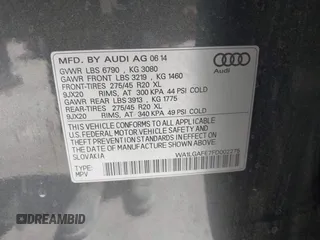 MFD. BY AUDI AG 06 14
GVWR LBS 6790 , KG 3080
GAWR FRONT LBS 3219 , KG 1460
FRONT-TIRES 275/45 R20 XL
9JX20 RIMS, AT 300 KPA 44 PSI COLD
GAWR REAR LBS 3913 , KG 1775
REAR-TIRES 275/45 R20 XL
9JX20 RIMS, AT 340 KPA 49 PSI COLD
THIS VEHICLE CONFORMS TO ALL APPLICABLE
U.S. FEDERAL MOTOR VEHICLE SAFETY AND
THEFT PREVENTION STANDARDS IN EFFECT
ON THE DATE OF MANUFACTURE SHOWN ABOVE
SLOVAKIA
TYPE:
MPV
Audi
DREAMBID